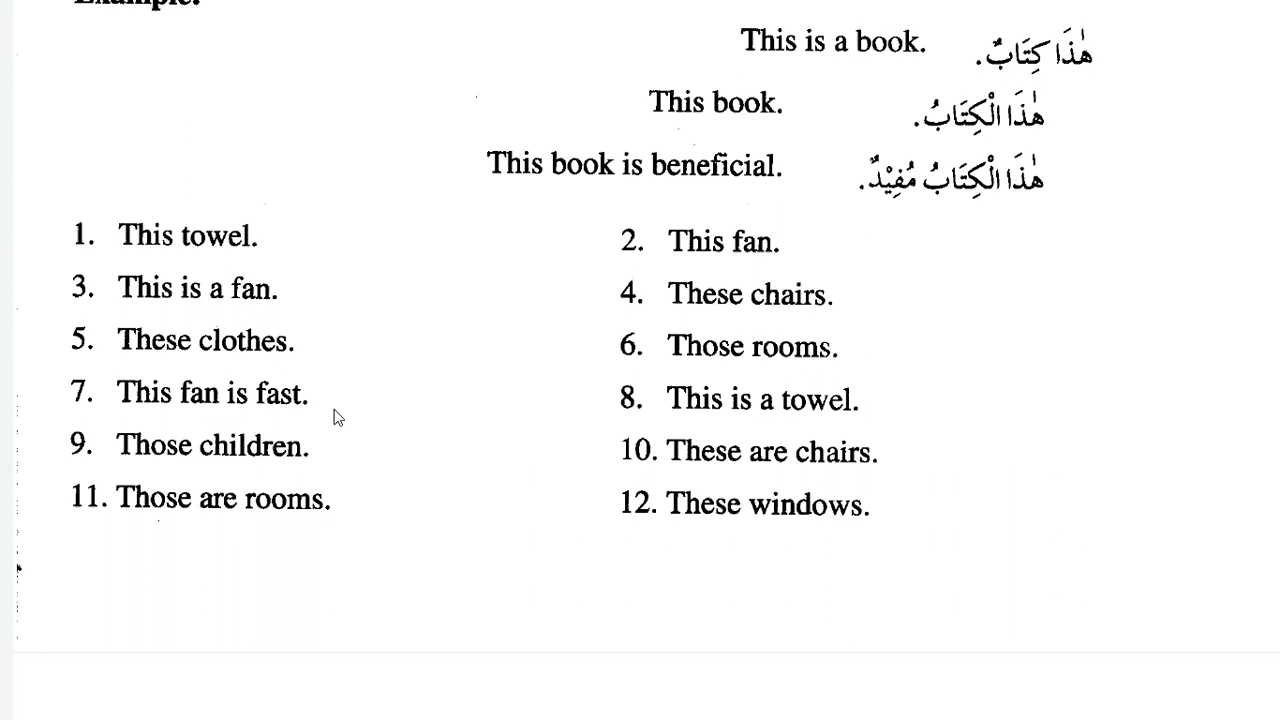 Example:
This is a book. هٰذَا كِتَابٌ.
This book. هٰذَا الْكِتَابُ.
This book is beneficial. هٰذَا الْكِتَابُ مُفِيْدٌ.
1. This towel. 2. This fan.
3. This is a fan. 4. These chairs.
5. These clothes. 6. Those rooms.
7. This fan is fast. 8. This is a towel.
9. Those children. 10. These are chairs.
11. Those are rooms. 12. These windows.